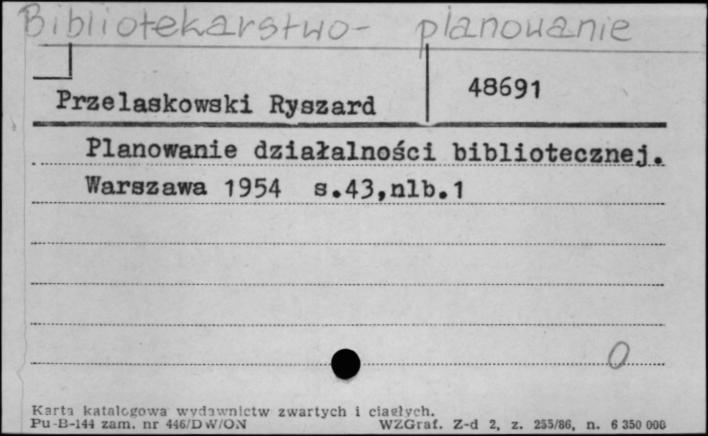 Bibliotekarstwo - planowanie
48691
Przelaskowski Ryszard
Planowanie działalności bibliotecznej.
Warszawa 1954 s.43,nlb.1
0
Karta katalogowa wydawnictw zwartych i ciągłych.
Pu-B-144 zam. nr 446/DW/ON WZGraf. Z-d 2, z. 255/86, n. 6 350 000